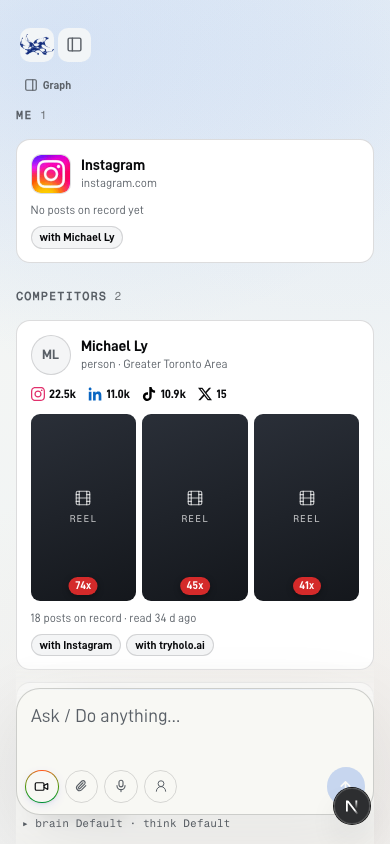 Graph
ME 1
Instagram
instagram.com
No posts on record yet
with Michael Ly
COMPETITORS 2
ML
Michael Ly
person · Greater Toronto Area
22.5k 11.0k 10.9k 15
REEL REEL REEL
74x 45x 41x
18 posts on record · read 34 d ago
with Instagram with tryholo.ai
Ask / Do anything...
N
▸ brain Default · think Default